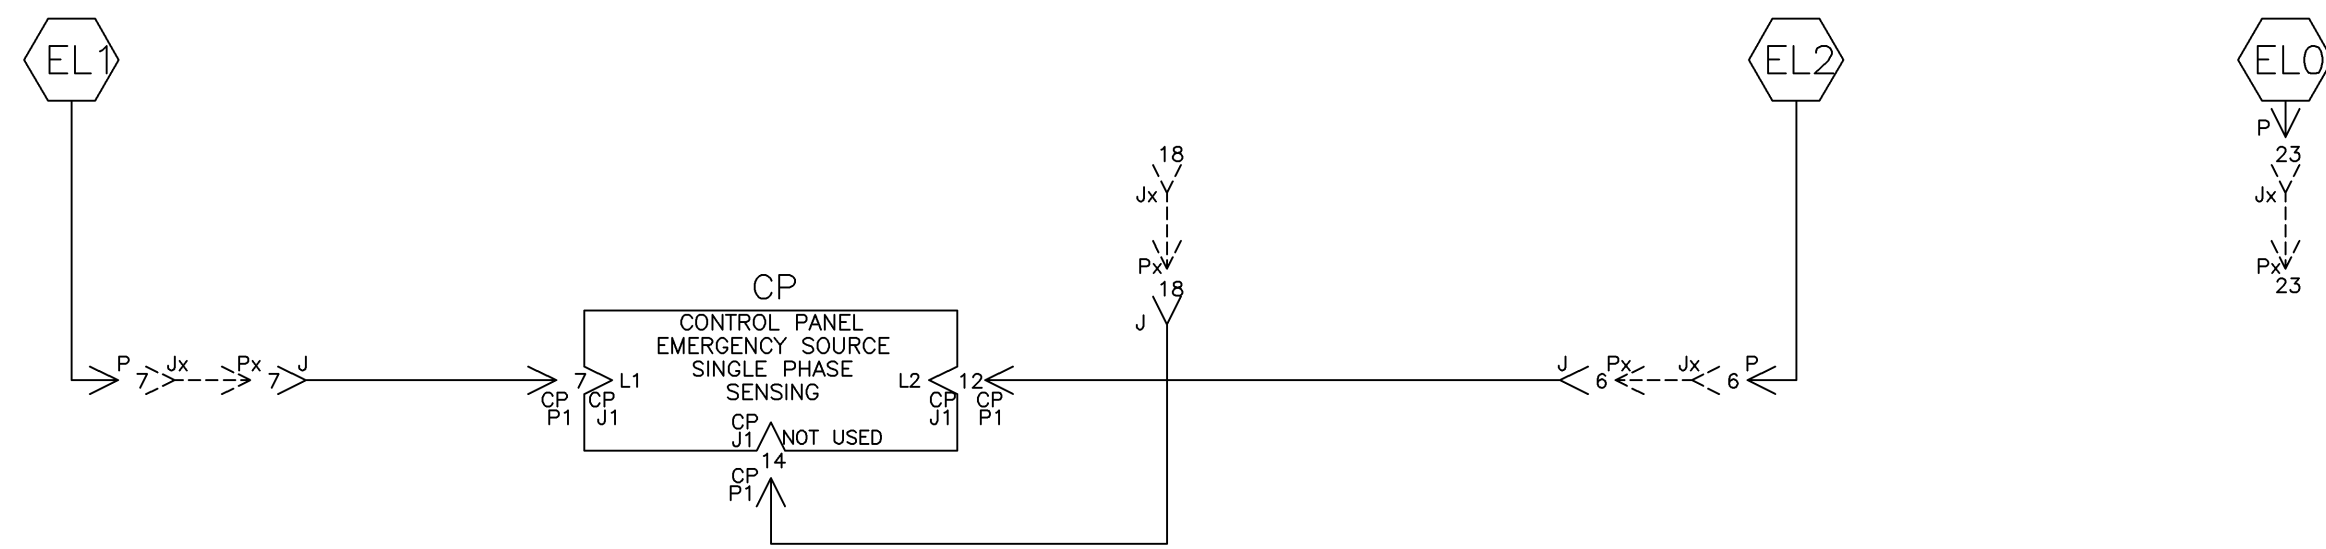 EL1
EL2
EL0
P
18
23
Jx
Jx
Px
Px
18
23
CP
J
CONTROL PANEL
EMERGENCY SOURCE
SINGLE PHASE
SENSING
P
7
Jx
Px
7
J
7
L1
L2
12
J
6
Px
Jx
6
P
CP
P1
CP
J1
CP
J1
CP
P1
CP
J1
NOT USED
14
CP
P1